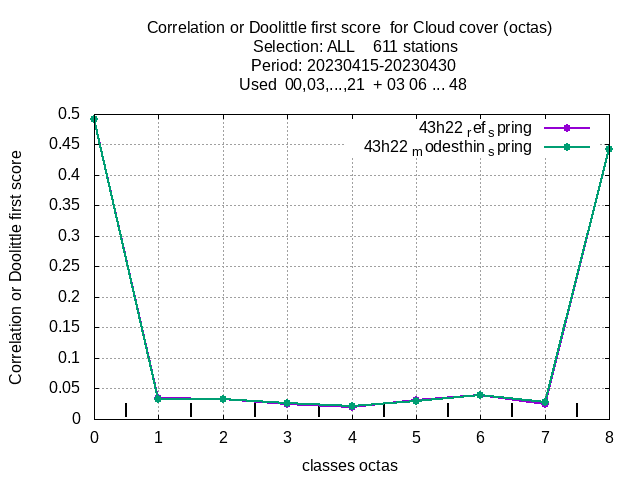 Correlation or Doolittle first score  for Cloud cover (octas)
Selection: ALL    611 stations
Period: 20230415-20230430
Used  00,03,...,21  + 03 06 ... 48
43h22 ref spring
43h22 modesthin spring
Correlation or Doolittle first score
0.5
0.45
0.4
0.35
0.3
0.25
0.2
0.15
0.1
0.05
0
0 1 2 3 4 5 6 7 8
classes octas